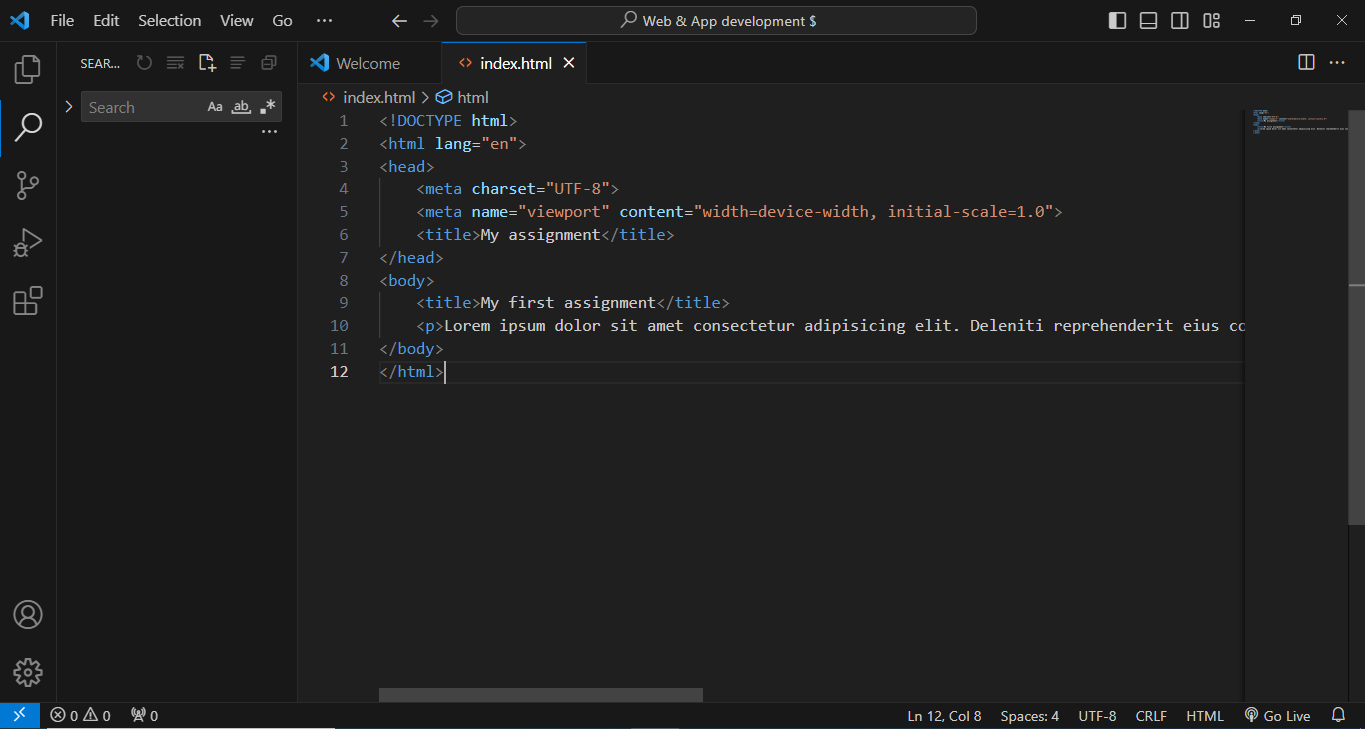 File Edit Selection View Go ··· Web & App development $
SEAR...
Search Aa ab .*
Welcome index.html
index.html > html
1 <!DOCTYPE html>
2 <html lang="en">
3 <head>
4 <meta charset="UTF-8">
5 <meta name="viewport" content="width=device-width, initial-scale=1.0">
6 <title>My assignment</title>
7 </head>
8 <body>
9 <title>My first assignment</title>
10 <p>Lorem ipsum dolor sit amet consectetur adipisicing elit. Deleniti reprehenderit eius co
11 </body>
12 </html>
0 0 0 Ln 12, Col 8 Spaces: 4 UTF-8 CRLF HTML Go Live